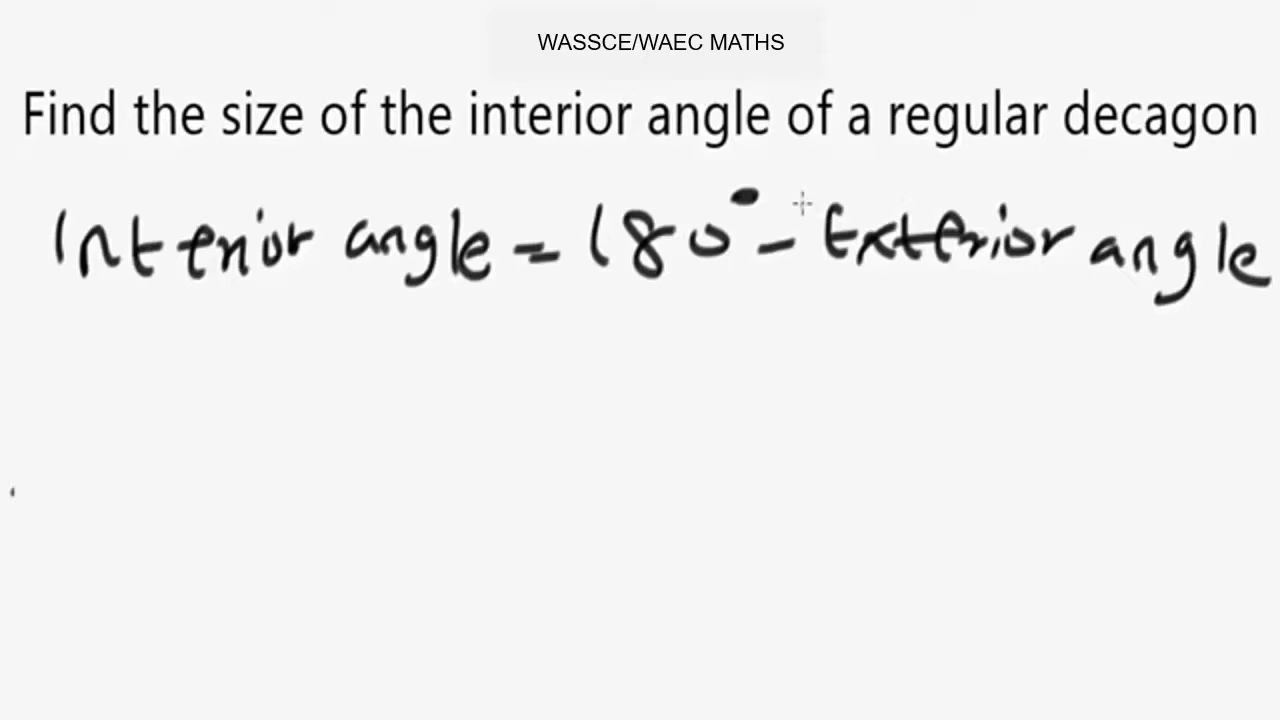 WASSCE/WAEC MATHS
Find the size of the interior angle of a regular decagon
Interior angle = 180° - Exterior angle